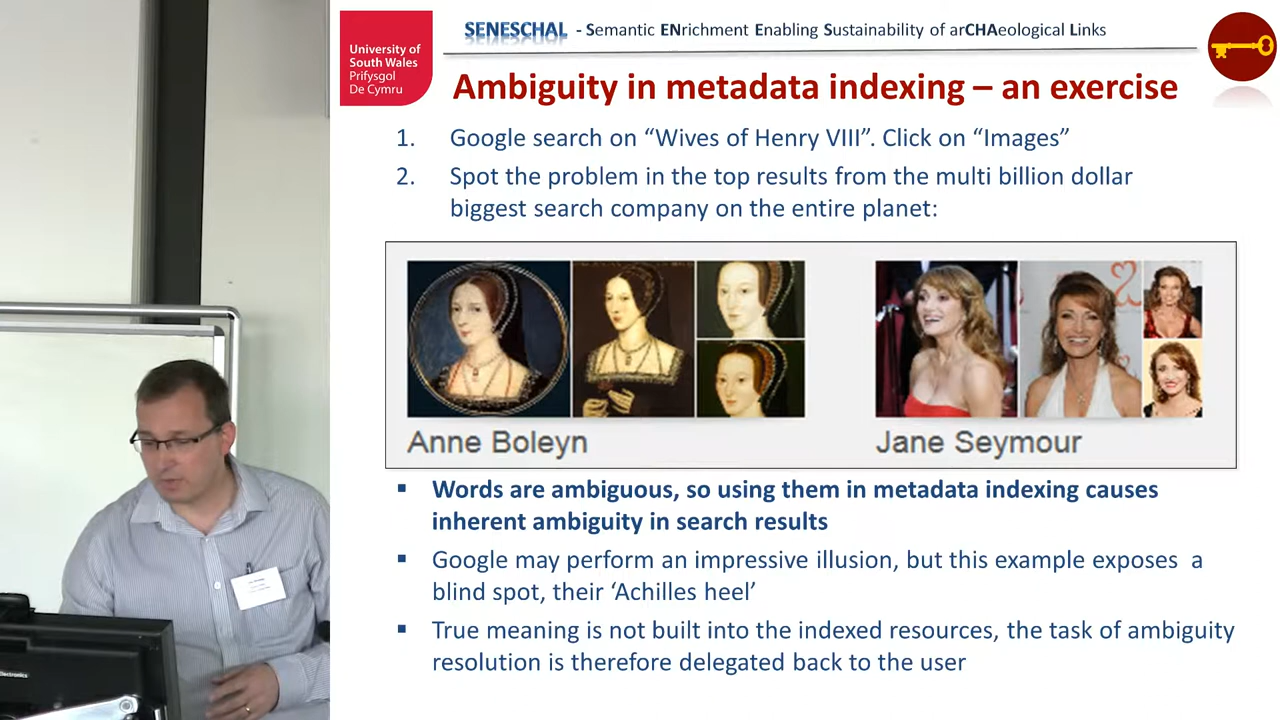 University of
South Wales
Prifysgol
De Cymru
SENESCHAL - Semantic ENrichment Enabling Sustainability of arCHAeological Links
Ambiguity in metadata indexing – an exercise
1. Google search on “Wives of Henry VIII”. Click on “Images”
2. Spot the problem in the top results from the multi billion dollar
biggest search company on the entire planet:
Anne Boleyn
Jane Seymour
▪ Words are ambiguous, so using them in metadata indexing causes
inherent ambiguity in search results
▪ Google may perform an impressive illusion, but this example exposes a
blind spot, their ‘Achilles heel’
▪ True meaning is not built into the indexed resources, the task of ambiguity
resolution is therefore delegated back to the user